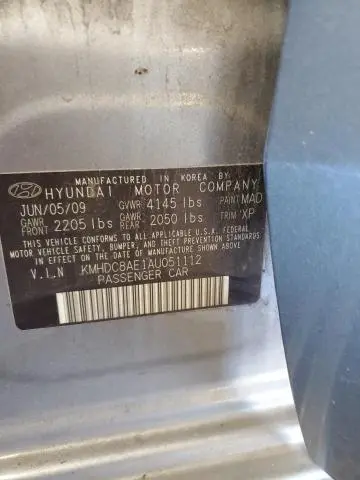 MANUFACTURED IN KOREA BY:
HYUNDAI MOTOR COMPANY
JUN/05/09 GVWR 4145 lbs PAINT MAD
GAWR FRONT 2205 lbs GAWR REAR 2050 lbs TRIM XP
THIS VEHICLE CONFORMS TO ALL APPLICABLE U.S. FEDERAL
MOTOR VEHICLE SAFETY, BUMPER, AND THEFT PREVENTION
STANDARDS IN EFFECT ON THE DATE OF MANUFACTURE SHOWN ABOVE.
V.I.N KMHDC8AE1AU051112
PASSENGER CAR